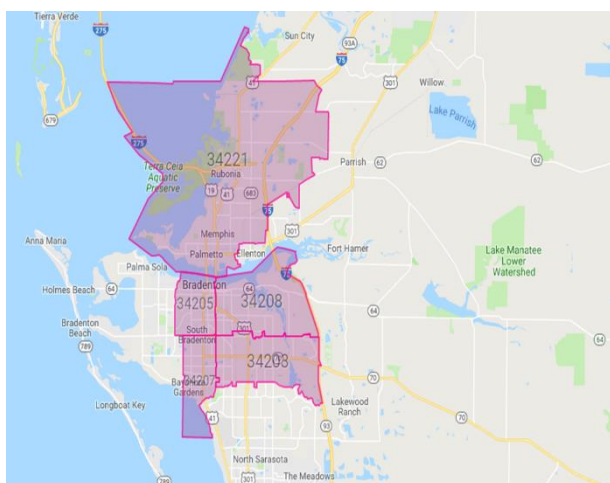 Tierra Verde
275
Sun City
93A
75
41
301
Willow
Lake Parrish
679
275
34221
Terra Ceia
Aquatic
Preserve
Rubonia
Parrish
62
62
19
41
683
75
Memphis
301
Anna Maria
Palmetto
Ellenton
Fort Hamer
Palma Sola
Lake Manatee
Lower
Watershed
Holmes Beach
64
Bradenton
64
34205
34208
64
Bradenton
Beach
South
Bradenton
301
64
789
34203
34207
Gardens
70
Longboat Key
Lakewood
Ranch
41
70
93
North Sarasota
301
The Meadows
789